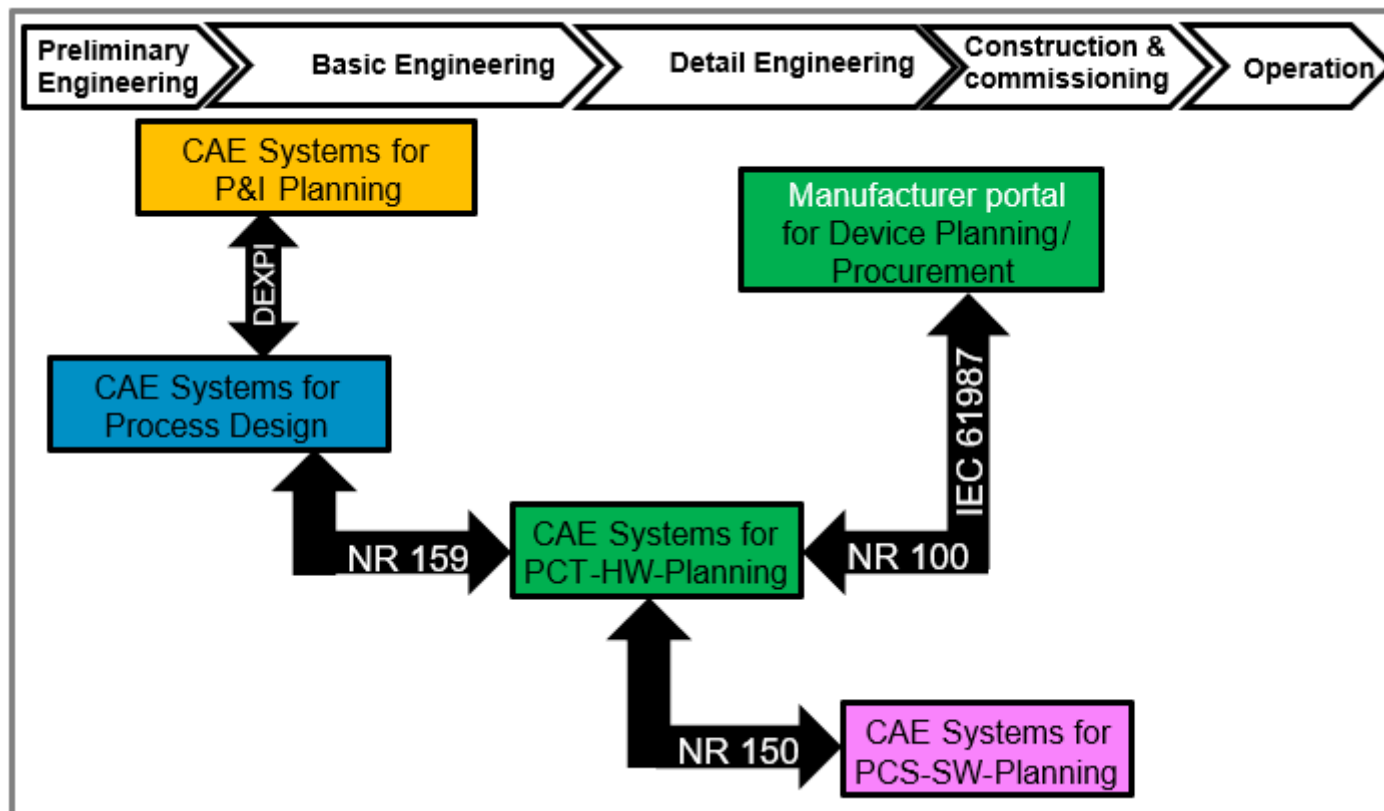 Preliminary
Engineering
Basic Engineering
Detail Engineering
Construction &
commissioning
Operation
CAE Systems for
P&I Planning
Manufacturer portal
for Device Planning/
Procurement
DEXPI
CAE Systems for
Process Design
IEC 61987
NR 159
CAE Systems for
PCT-HW-Planning
NR 100
NR 150
CAE Systems for
PCS-SW-Planning